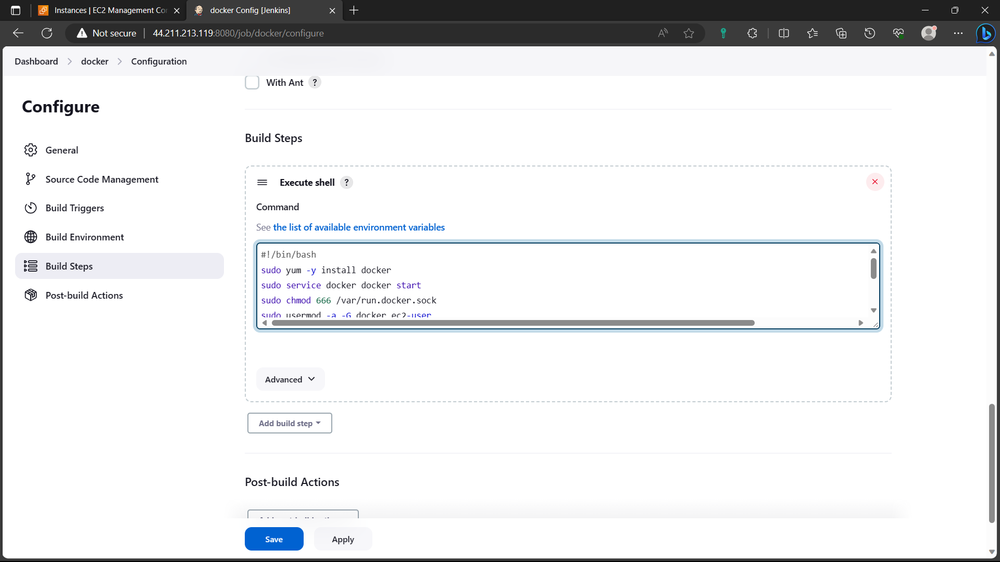 Instances | EC2 Management Co
docker Config [Jenkins]
Not secure
44.211.213.119:8080/job/docker/configure
Dashboard
docker
Configuration
With Ant ?
Configure
General
Source Code Management
Build Triggers
Build Environment
Build Steps
Post-build Actions
Build Steps
Execute shell ?
Command
See the list of available environment variables
#!/bin/bash
sudo yum -y install docker
sudo service docker docker start
sudo chmod 666 /var/run.docker.sock
sudo usermod -a -G docker ec2-user
Advanced
Add build step
Post-build Actions
Save
Apply